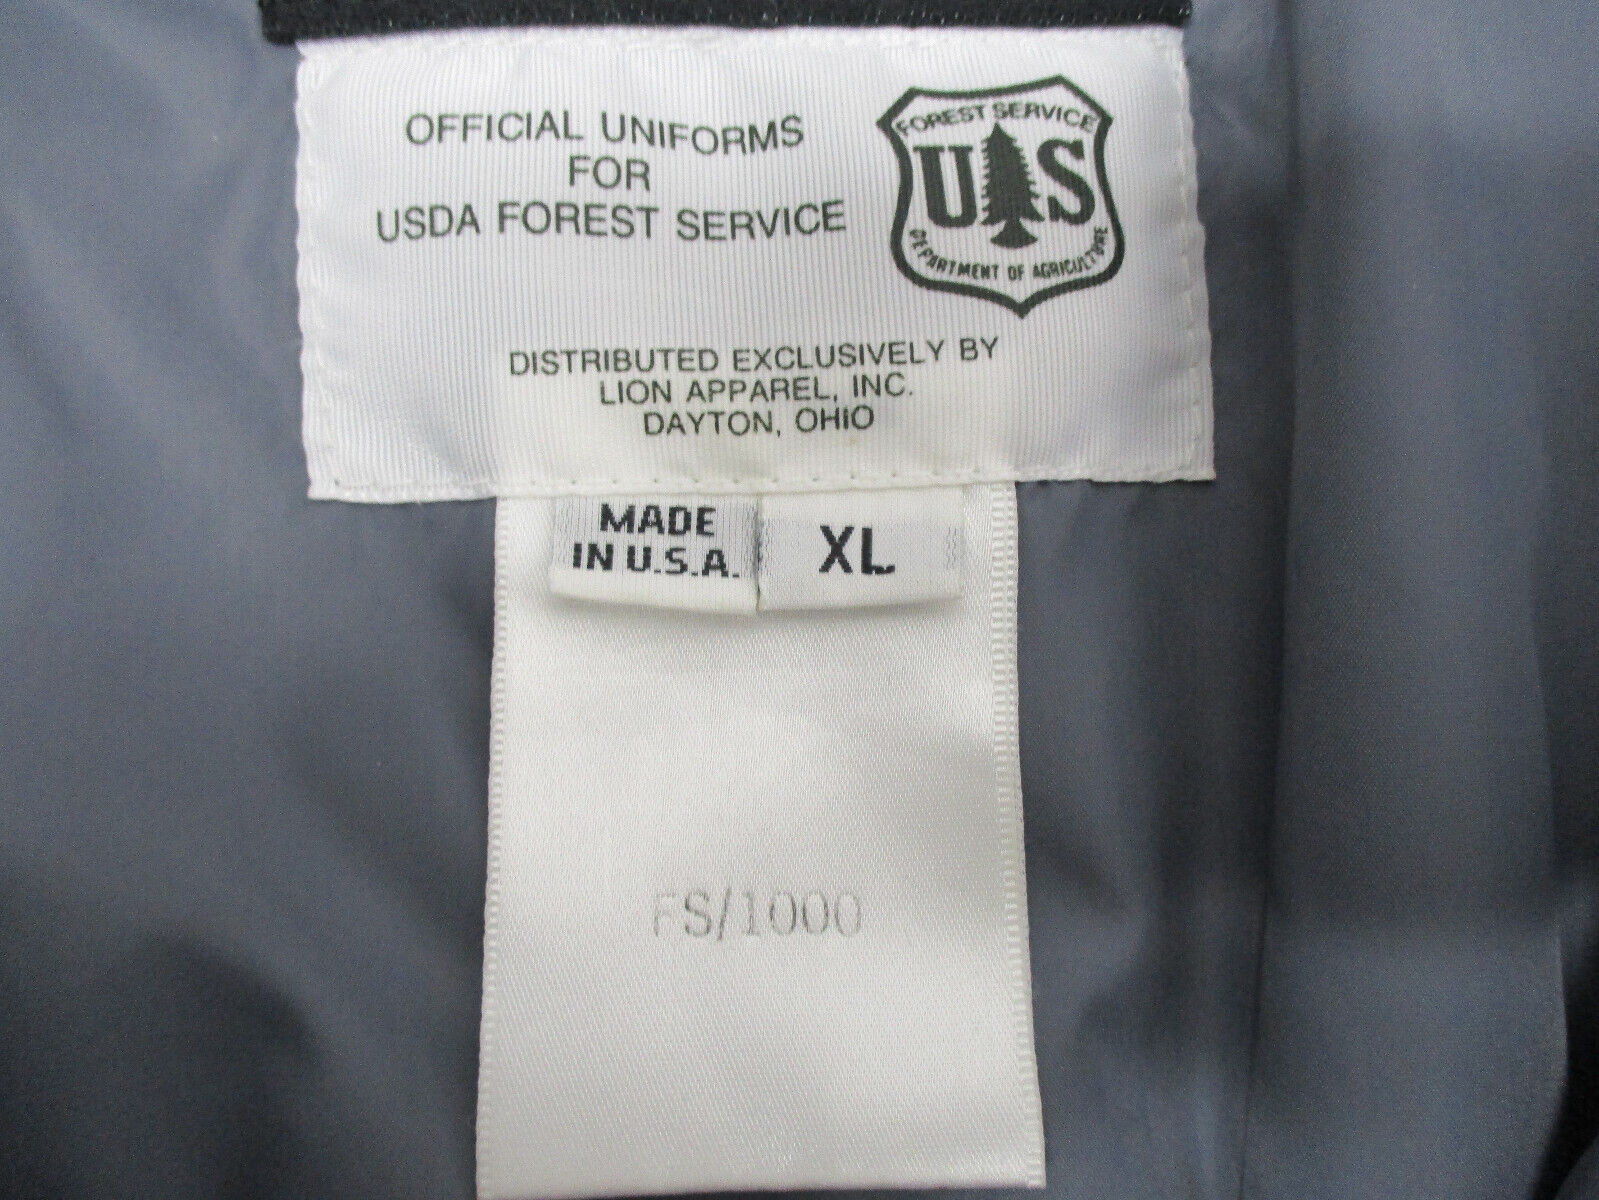 OFFICIAL UNIFORMS
FOR
USDA FOREST SERVICE
FOREST SERVICE
US
DEPARTMENT OF AGRICULTURE
DISTRIBUTED EXCLUSIVELY BY
LION APPAREL, INC.
DAYTON, OHIO
MADE
IN U.S.A.
XL
FS/1000